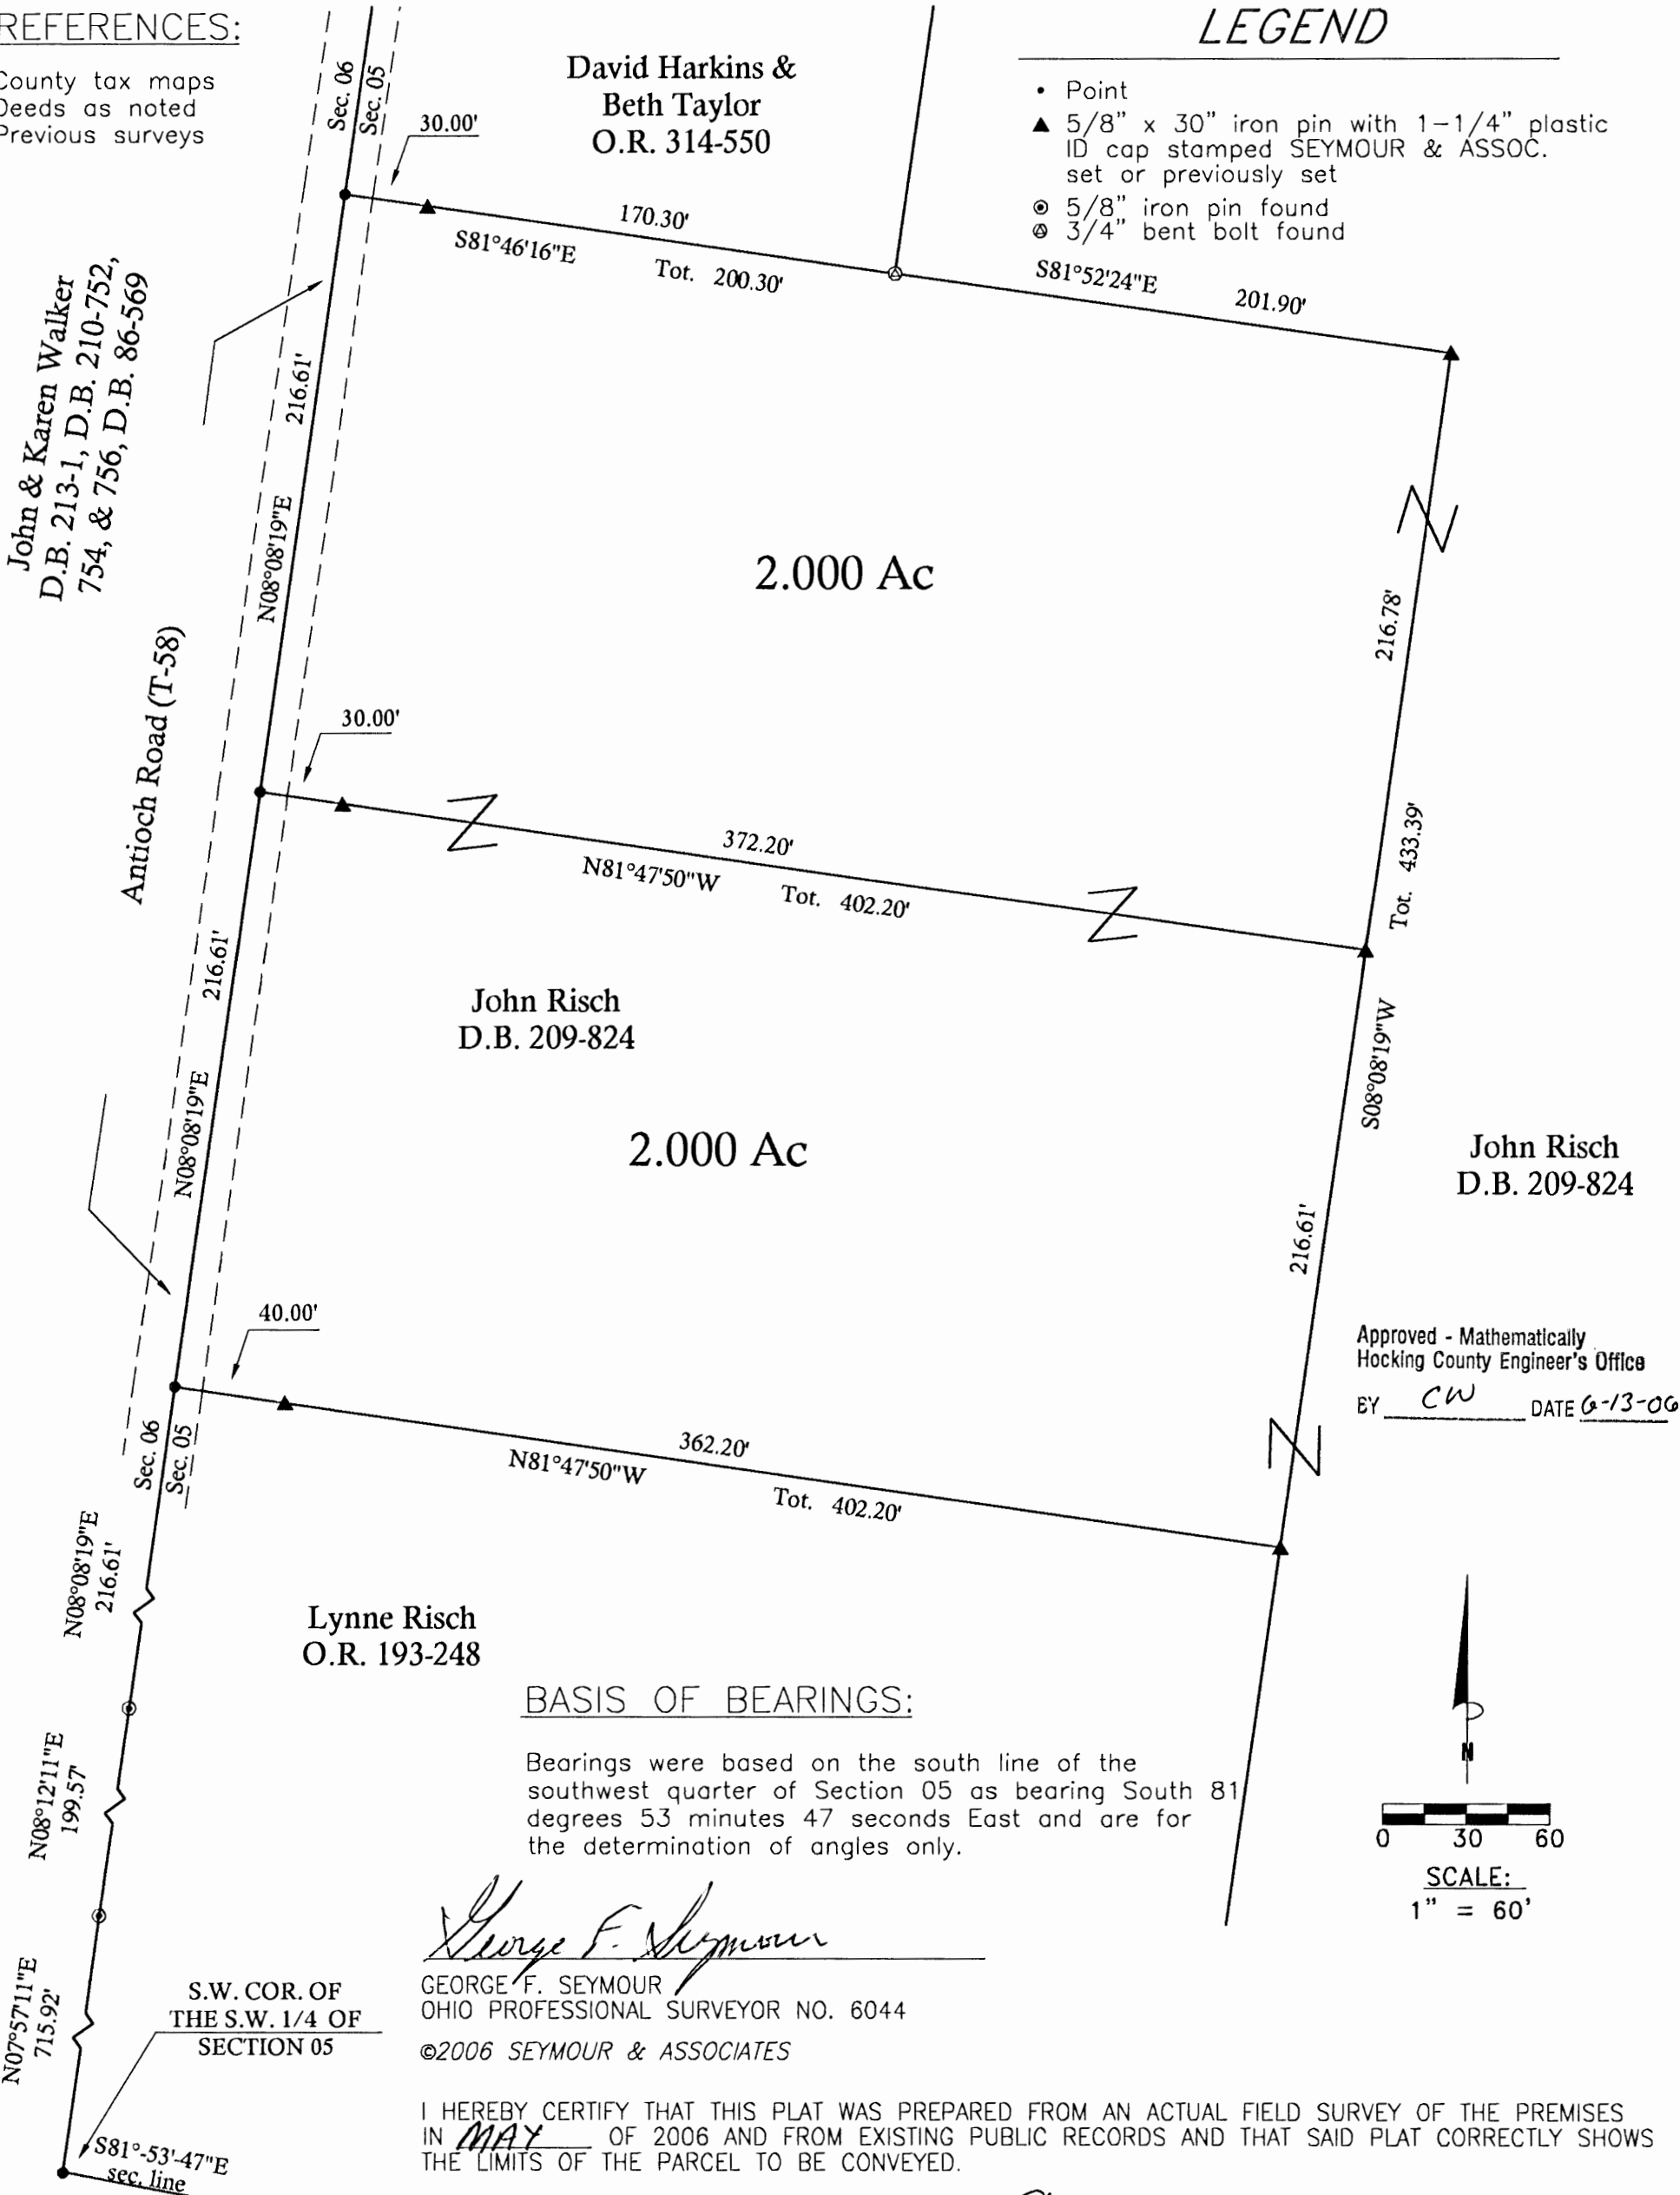 REFERENCES:
County tax maps
Deeds as noted
Previous surveys
Sec. 06
Sec. 05
David Harkins &
Beth Taylor
O.R. 314-550
LEGEND
Point
5/8" x 30" iron pin with 1-1/4" plastic
ID cap stamped SEYMOUR & ASSOC.
set or previously set
5/8" iron pin found
3/4" bent bolt found
30.00'
170.30'
S81°46'16"E
Tot. 200.30'
S81°52'24"E
201.90'
John & Karen Walker
D.B. 213-1, D.B. 210-752,
754, & 756, D.B. 86-569
216.61'
N08°08'19"E
2.000 Ac
216.78'
Antioch Road (T-58)
30.00'
372.20'
N81°47'50"W
Tot. 402.20'
Tot. 433.39'
216.61'
N08°08'19"E
John Risch
D.B. 209-824
S08°08'19"W
2.000 Ac
John Risch
D.B. 209-824
216.61'
40.00'
Approved - Mathematically
Hocking County Engineer's Office
BY CW DATE 6-13-06
Sec. 06
Sec. 05
362.20'
N81°47'50"W
Tot. 402.20'
N08°08'19"E
216.61'
Lynne Risch
O.R. 193-248
BASIS OF BEARINGS:
Bearings were based on the south line of the
southwest quarter of Section 05 as bearing South 81
degrees 53 minutes 47 seconds East and are for
the determination of angles only.
N
0 30 60
SCALE:
1" = 60'
N08°12'11"E
199.57'
George F. Seymour
GEORGE F. SEYMOUR
OHIO PROFESSIONAL SURVEYOR NO. 6044
©2006 SEYMOUR & ASSOCIATES
N07°57'11"E
715.92'
S.W. COR. OF
THE S.W. 1/4 OF
SECTION 05
I HEREBY CERTIFY THAT THIS PLAT WAS PREPARED FROM AN ACTUAL FIELD SURVEY OF THE PREMISES
IN MAY OF 2006 AND FROM EXISTING PUBLIC RECORDS AND THAT SAID PLAT CORRECTLY SHOWS
THE LIMITS OF THE PARCEL TO BE CONVEYED.
S81°-53'-47"E
sec. line